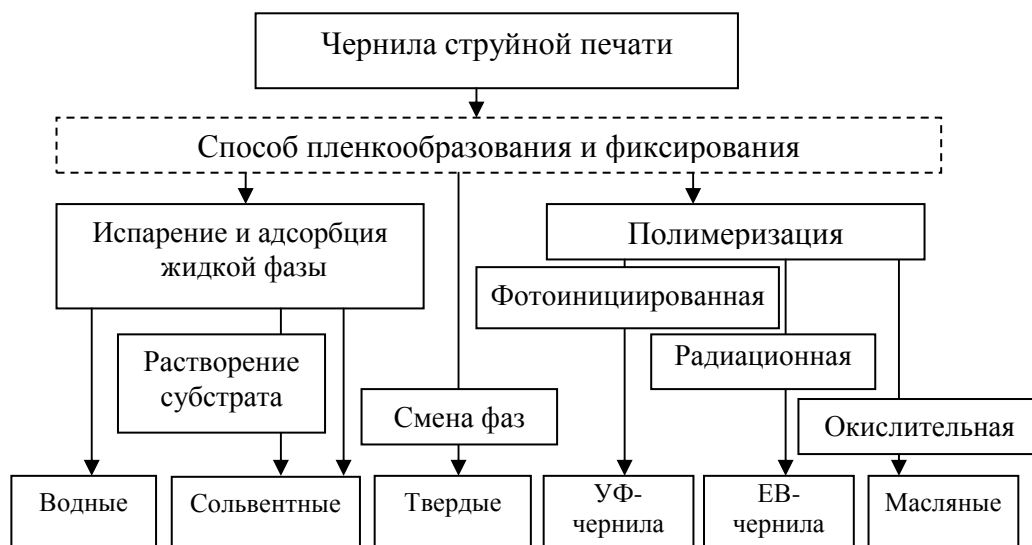 Чернила струйной печати
Способ пленкообразования и фиксирования
Испарение и адсорбция
жидкой фазы
Полимеризация
Фотоинициированная
Растворение
субстрата
Радиационная
Смена фаз
Окислительная
Водные
Сольвентные
Твердые
УФ-
чернила
ЕВ-
чернила
Масляные